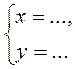 x = ...,
y = ...